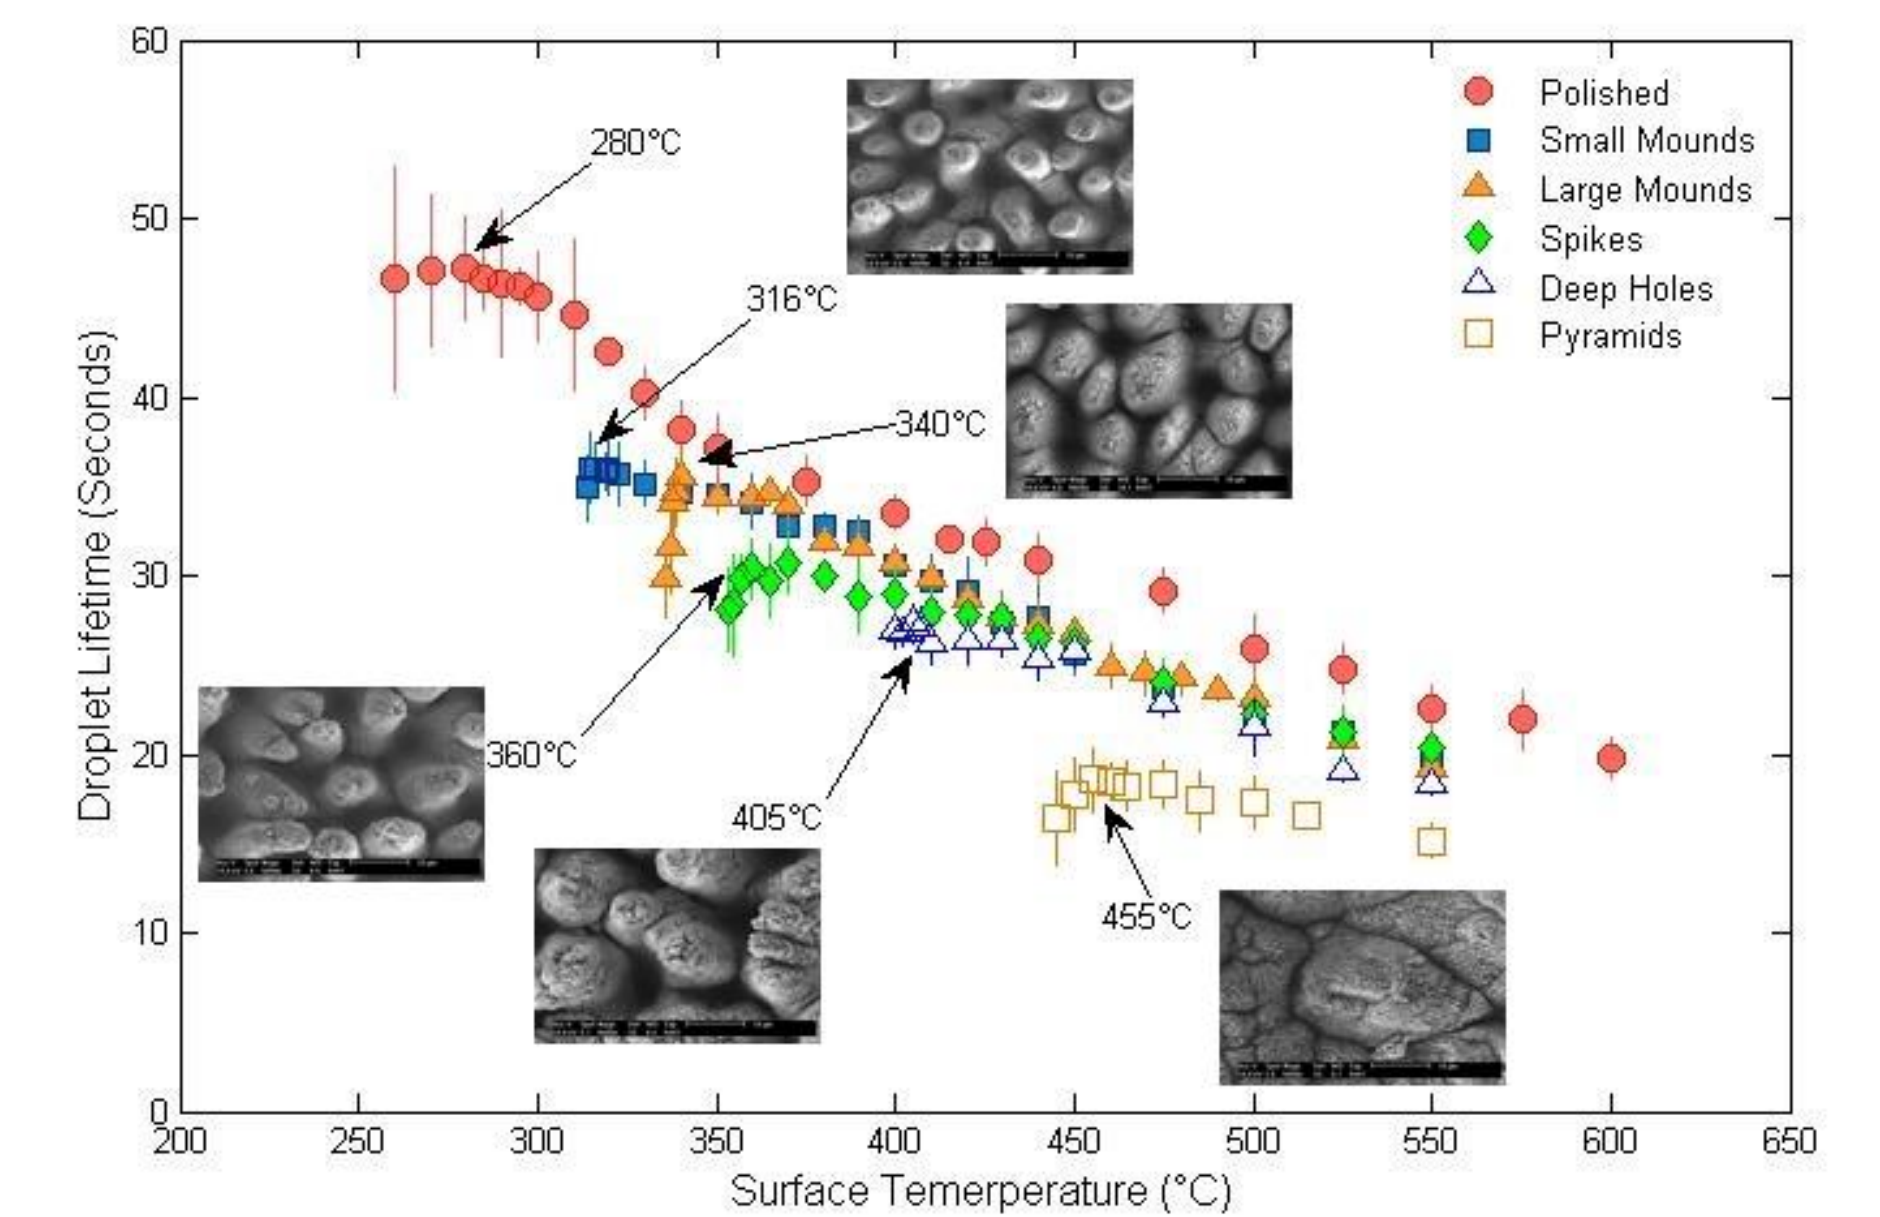 60
50
40
30
20
10
0
Droplet Lifetime (Seconds)
280°C
316°C
340°C
360°C
405°C
455°C
Polished
Small Mounds
Large Mounds
Spikes
Deep Holes
Pyramids
200 250 300 350 400 450 500 550 600 650
Surface Temerperature (°C)